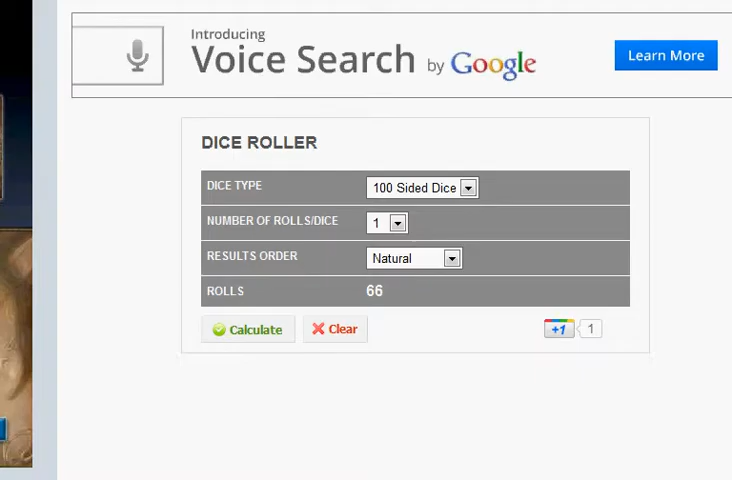 Introducing
Voice Search by Google
Learn More
DICE ROLLER
DICE TYPE 100 Sided Dice
NUMBER OF ROLLS/DICE 1
RESULTS ORDER Natural
ROLLS 66
Calculate Clear +1 1